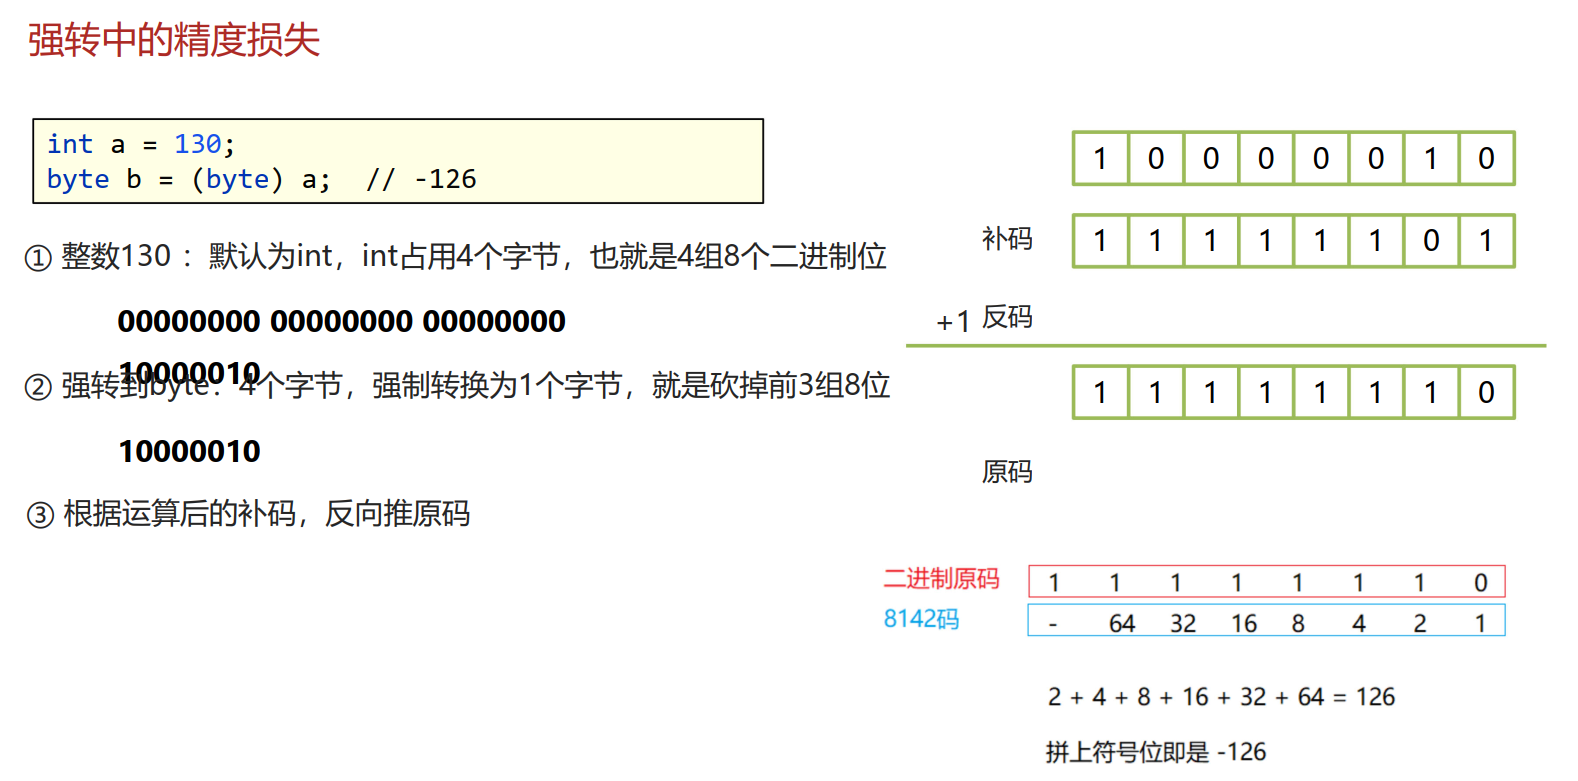 强转中的精度损失
int a = 130;
byte b = (byte) a;  // -126
① 整数130 ：默认为int，int占用4个字节，也就是4组8个二进制位
00000000 00000000 00000000
10000010
② 强转到byte：4个字节，强制转换为1个字节，就是砍掉前3组8位
10000010
③ 根据运算后的补码，反向推原码
1 0 0 0 0 0 1 0
补码
1 1 1 1 1 1 0 1
+1 反码
1 1 1 1 1 1 1 0
原码
二进制原码 1 1 1 1 1 1 1 0
8142码 - 64 32 16 8 4 2 1
2 + 4 + 8 + 16 + 32 + 64 = 126
拼上符号位即是 -126